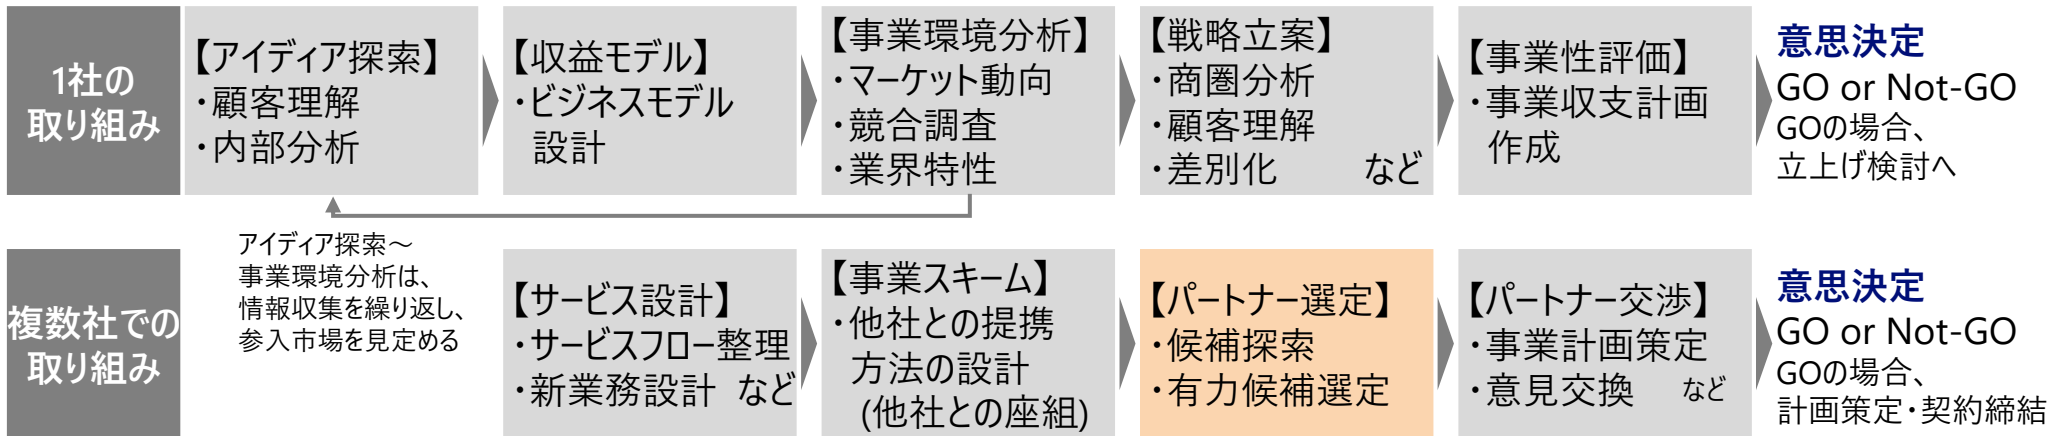 1社の
取り組み
【アイディア探索】
・顧客理解
・内部分析
【収益モデル】
・ビジネスモデル
設計
【事業環境分析】
・マーケット動向
・競合調査
・業界特性
【戦略立案】
・商圏分析
・顧客理解
・差別化 など
【事業性評価】
・事業収支計画
作成
意思決定
GO or Not-GO
GOの場合、
立上げ検討へ
アイディア探索～
事業環境分析は、
情報収集を繰り返し、
参入市場を見定める
複数社での
取り組み
【サービス設計】
・サービスフロー整理
・新業務設計 など
【事業スキーム】
・他社との提携
方法の設計
(他社との座組)
【パートナー選定】
・候補探索
・有力候補選定
【パートナー交渉】
・事業計画策定
・意見交換 など
意思決定
GO or Not-GO
GOの場合、
計画策定・契約締結